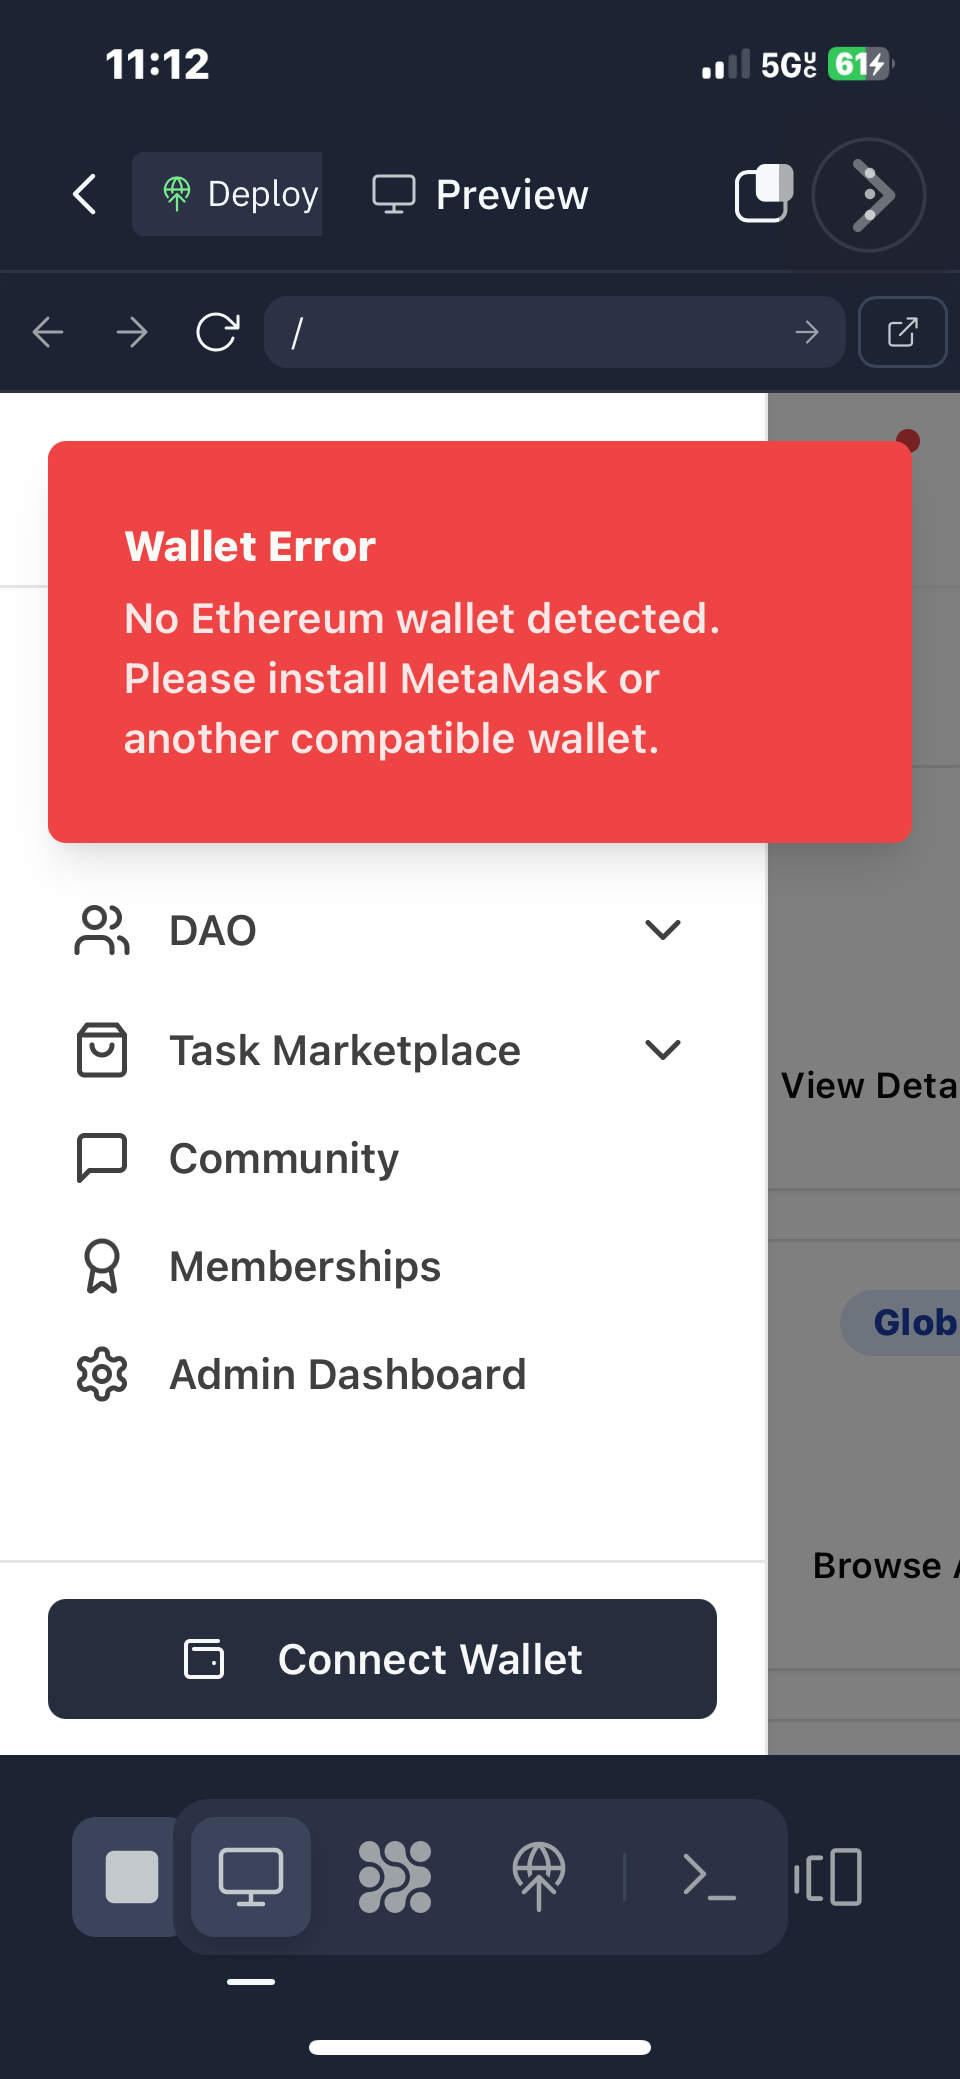 11:12
5GUC 61
Deploy
Preview
/
Wallet Error
No Ethereum wallet detected.
Please install MetaMask or
another compatible wallet.
DAO
Task Marketplace
View Deta
Community
Memberships
Glob
Admin Dashboard
Browse
Connect Wallet